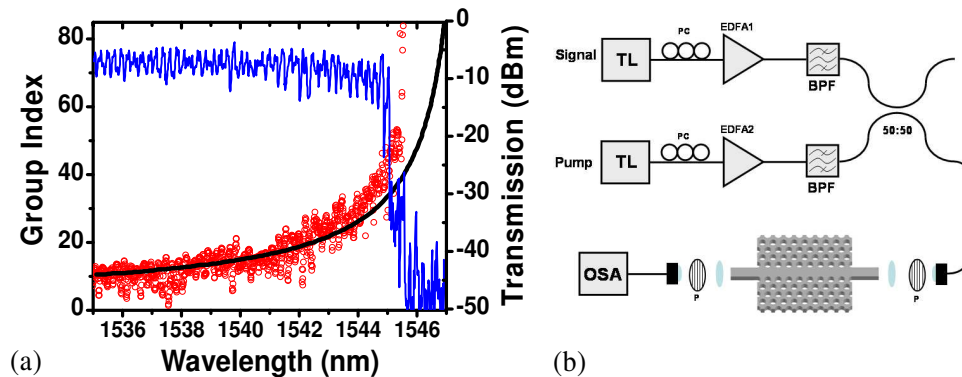 80
60
40
20
0
Group Index
0
-10
-20
-30
-40
-50
Transmission (dBm)
1536 1538 1540 1542 1544 1546
Wavelength (nm)
(a)
Signal
TL
PC
EDFA1
BPF
50:50
Pump
TL
PC
EDFA2
BPF
OSA
P
P
(b)